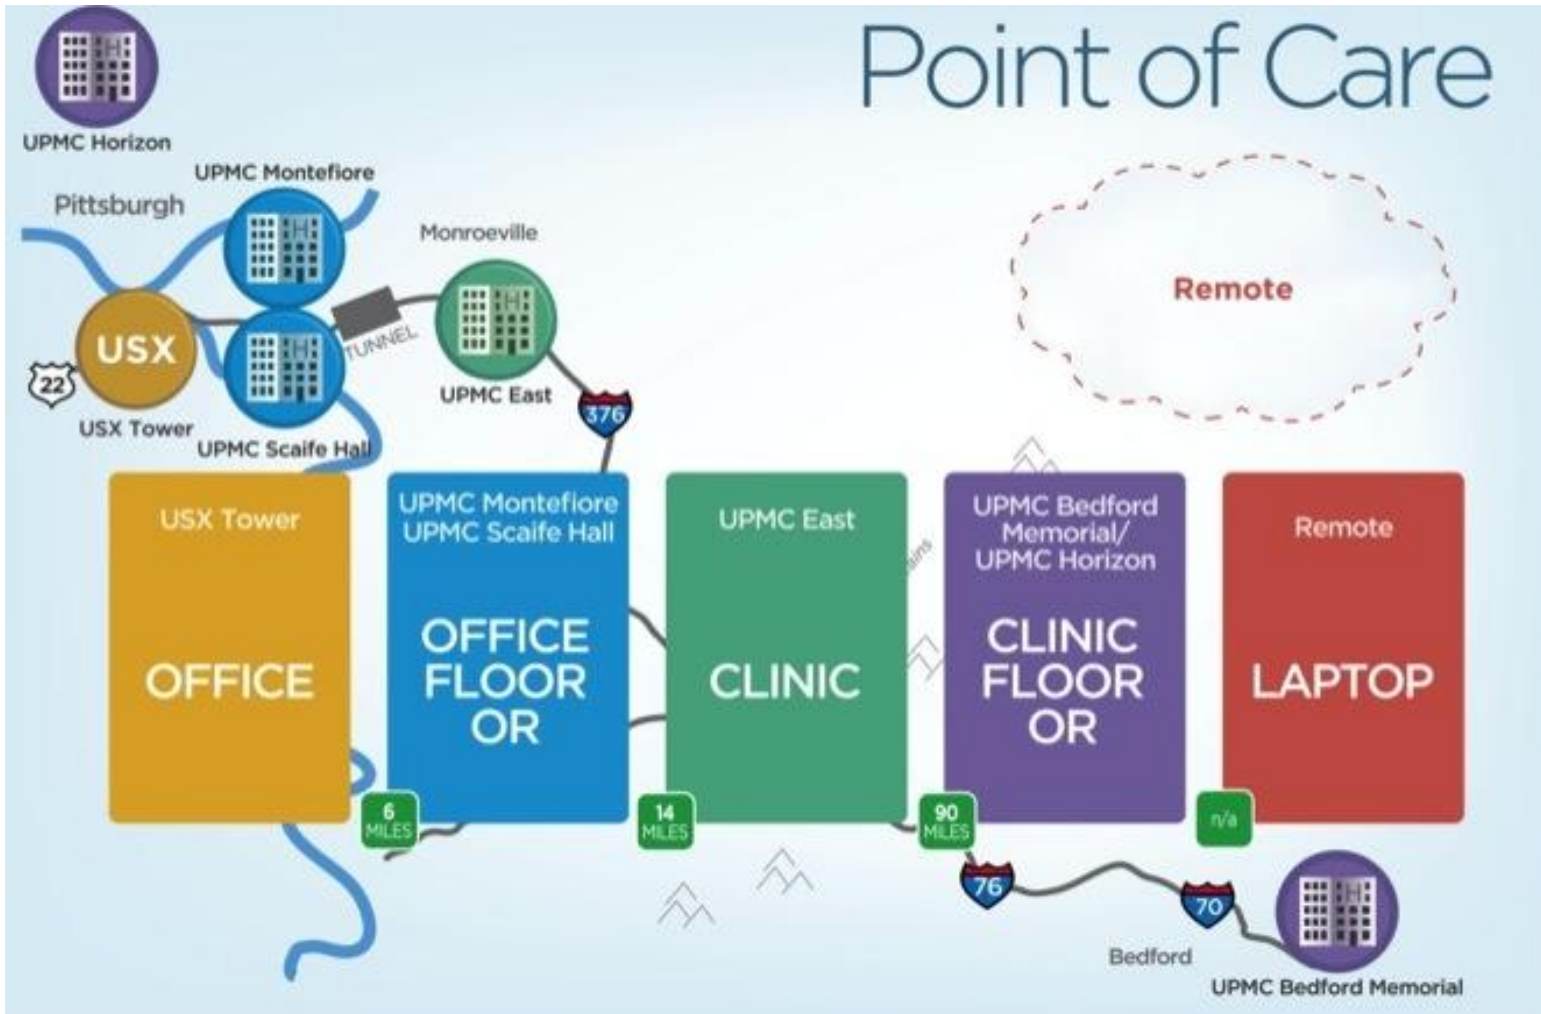 Point of Care
UPMC Horizon
UPMC Montefiore
Pittsburgh
Monroeville
Remote
USX
TUNNEL
22
UPMC East
376
USX Tower
UPMC Scaife Hall
USX Tower
OFFICE
UPMC Montefiore
UPMC Scaife Hall
OFFICE
FLOOR
OR
UPMC East
CLINIC
UPMC Bedford
Memorial/
UPMC Horizon
CLINIC
FLOOR
OR
Remote
LAPTOP
6
MILES
14
MILES
90
MILES
n/a
76
70
Bedford
UPMC Bedford Memorial